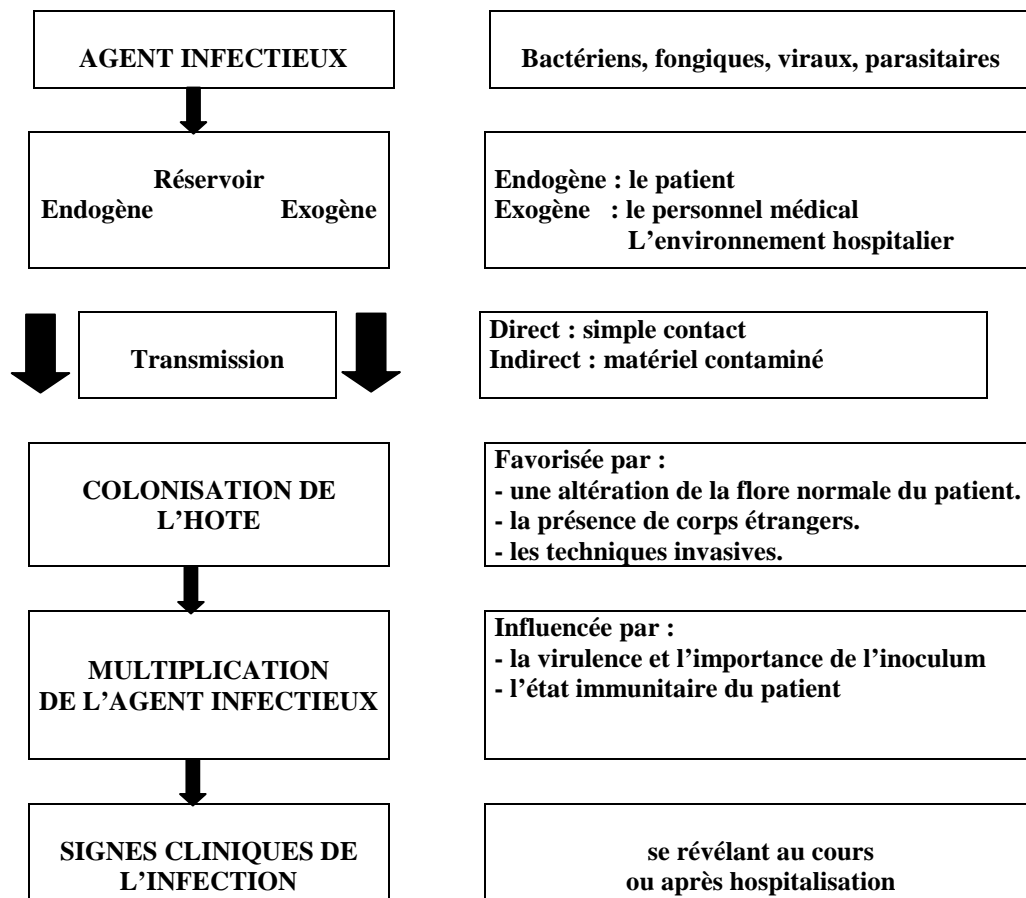 AGENT INFECTIEUX
Bactériens, fongiques, viraux, parasitaires
Réservoir
Endogène Exogène
Endogène : le patient
Exogène : le personnel médical
L’environnement hospitalier
Transmission
Direct : simple contact
Indirect : matériel contaminé
COLONISATION DE
L’HOTE
Favorisée par :
- une altération de la flore normale du patient.
- la présence de corps étrangers.
- les techniques invasives.
MULTIPLICATION
DE L’AGENT INFECTIEUX
Influencée par :
- la virulence et l’importance de l’inoculum
- l’état immunitaire du patient
SIGNES CLINIQUES DE
L’INFECTION
se révélant au cours
ou après hospitalisation